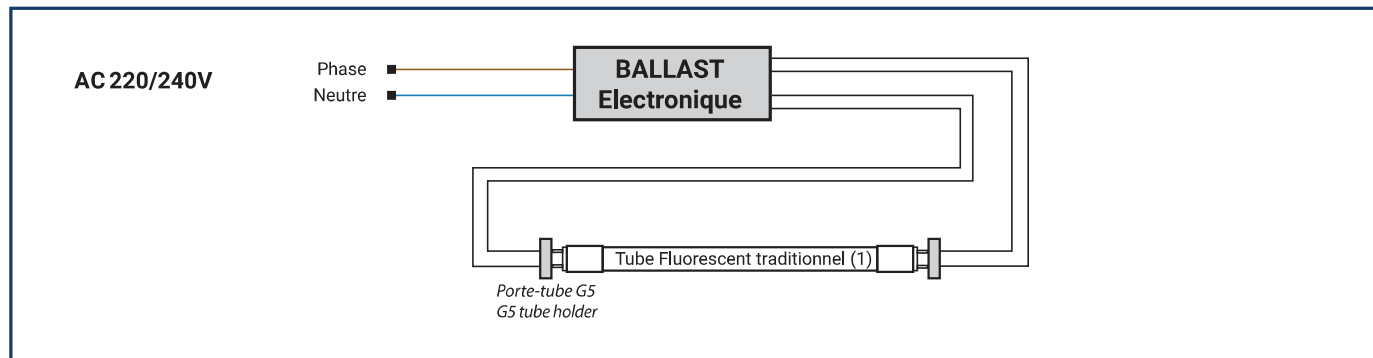 AC 220/240V
Phase
Neutre
BALLAST
Electronique
Tube Fluorescent traditionnel (1)
Porte-tube G5
G5 tube holder